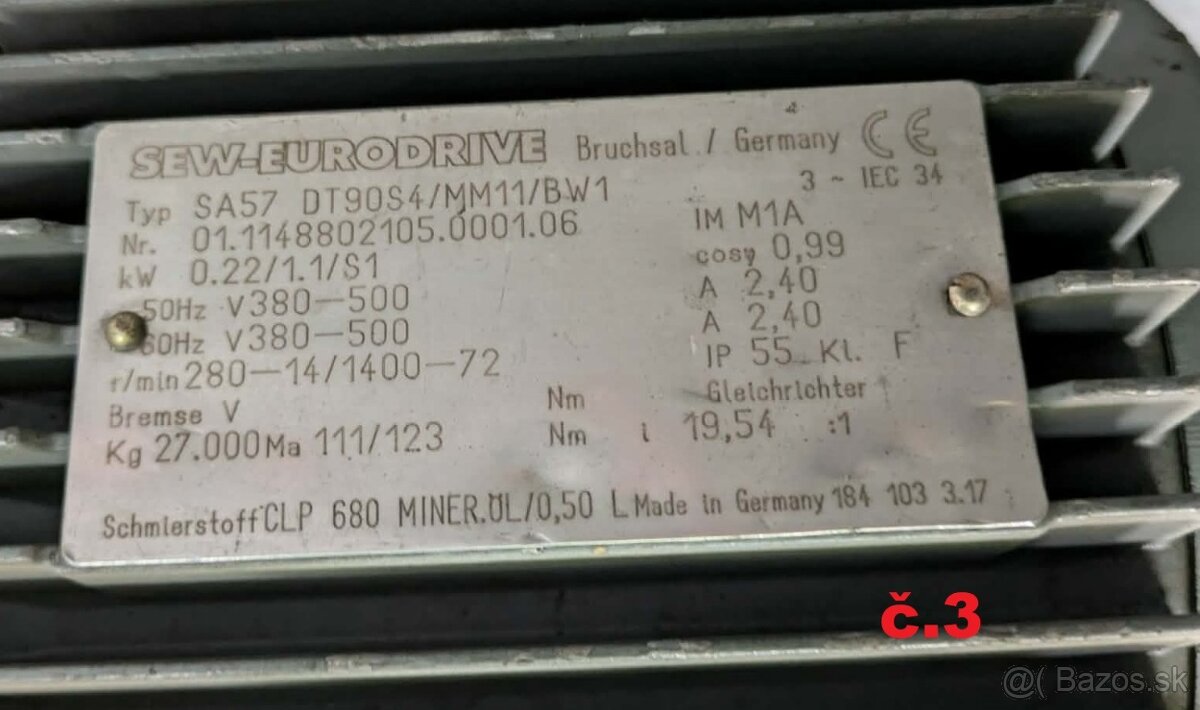 SEW-EURODRIVE Bruchsal / Germany CE
Typ SA57 DT90S4/MM11/BW1 3 ~ IEC 34
Nr. 01.1148802105.0001.06 IM M1A
kW 0.22/1.1/S1 cosφ 0,99
50Hz V 380-500 A 2,40
60Hz V 380-500 A 2,40
r/min 280-14/1400-72 IP 55 Kl. F
Bremse V Nm Gleichrichter
Kg 27.000 Ma 111/123 Nm i 19,54 :1
Schmierstoff CLP 680 MINER.ÖL/0,50 L Made in Germany 184 103 3.17
č.3
@( Bazos.sk